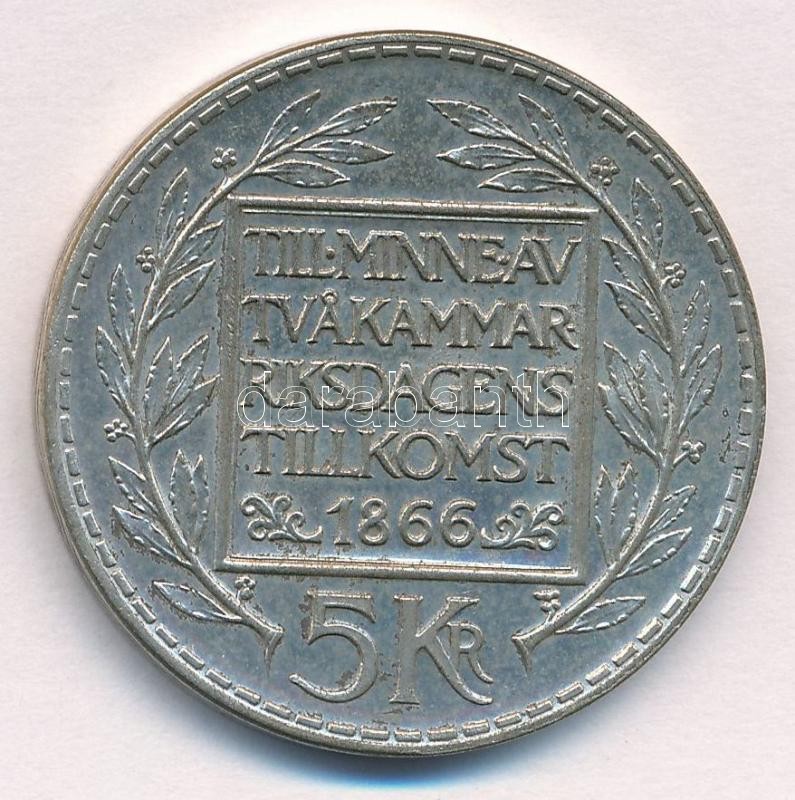 TILL·MINNE·AV
TVÅKAMMAR·
RIKSDAGENS
darabanth
TILLKOMST
1866
5 KR